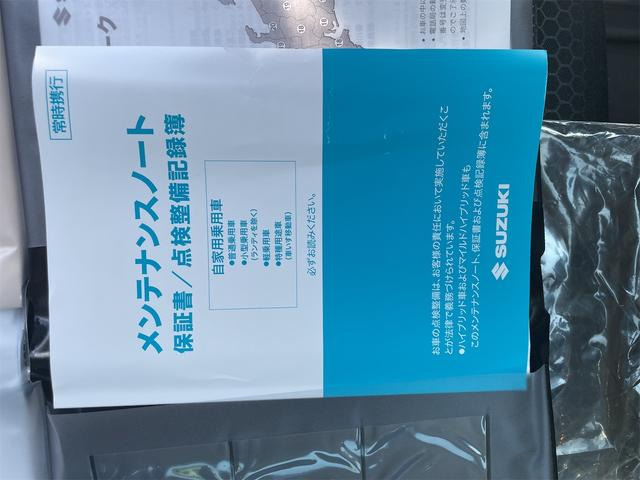 常時携行
メンテナンスノート
保証書／点検整備記録簿
自家用乗用車
●普通乗用車
●小型乗用車
（ランディを除く）
●軽乗用車
●特種用途車
（車いす移動車）
必ずお読みください。
お車の点検整備は、お客様の責任において実施していただくこ
とが法律で義務づけられています。
●ハイブリッド車およびマイルドハイブリッド車も
このメンテナンスノート、保証書および点検記録簿に含まれます。
SUZUKI